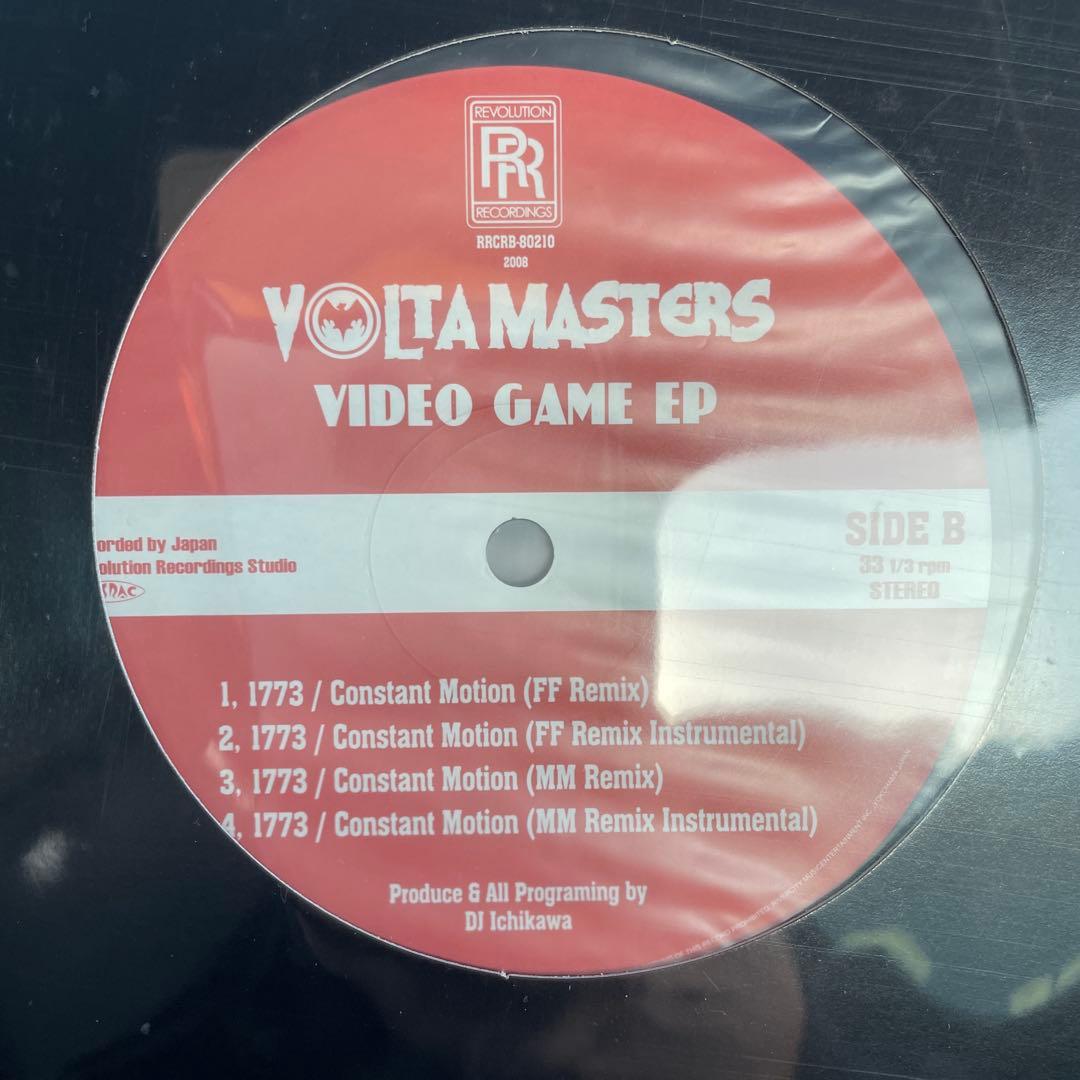 REVOLUTION
RR
RECORDINGS
RRCRB-80210
2008
VOLTA MASTERS
VIDEO GAME EP
orded by Japan
olution Recordings Studio
SIDE B
33 1/3 rpm
STEREO
1, 1773 / Constant Motion (FF Remix)
2, 1773 / Constant Motion (FF Remix Instrumental)
3, 1773 / Constant Motion (MM Remix)
4, 1773 / Constant Motion (MM Remix Instrumental)
Produce & All Programing by
DJ Ichikawa